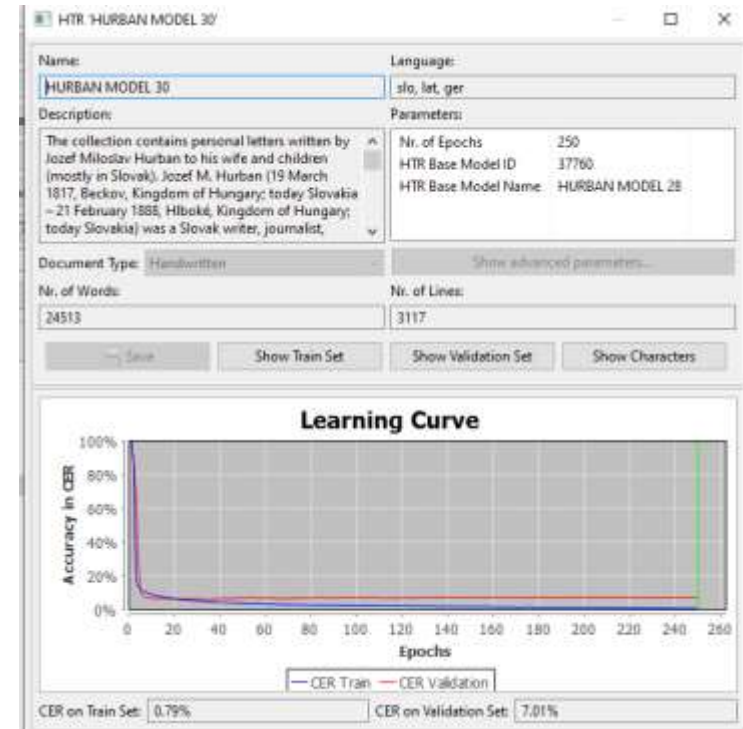 HTR 'HURBAN MODEL 30'
Name:
HURBAN MODEL 30
Language:
slo, lat, ger
Description:
The collection contains personal letters written by
Jozef Miloslav Hurban to his wife and children
(mostly in Slovak). Jozef M. Hurban (19 March
1817, Beckov, Kingdom of Hungary; today Slovakia
– 21 February 1888, Hlboké, Kingdom of Hungary;
today Slovakia) was a Slovak writer, journalist,
Parameters:
Nr. of Epochs 250
HTR Base Model ID 37760
HTR Base Model Name HURBAN MODEL 28
Document Type: Handwritten
Show advanced parameters...
Nr. of Words:
24513
Nr. of Lines:
3117
Save Show Train Set Show Validation Set Show Characters
Learning Curve
Accuracy in CER
100%
80%
60%
40%
20%
0%
0 20 40 60 80 100 120 140 160 180 200 220 240 260
Epochs
CER Train CER Validation
CER on Train Set: 0.79% CER on Validation Set: 7.01%